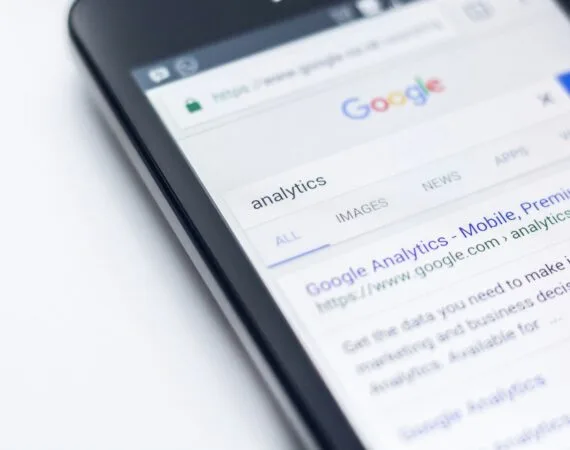 https://www.google.co.uk
Google
analytics
ALL IMAGES NEWS APPS
Google Analytics - Mobile, Premi
https://www.google.com › analytics
Get the data you need to make i
marketing and business decis
Analytics. Available for ...
Google Analytics